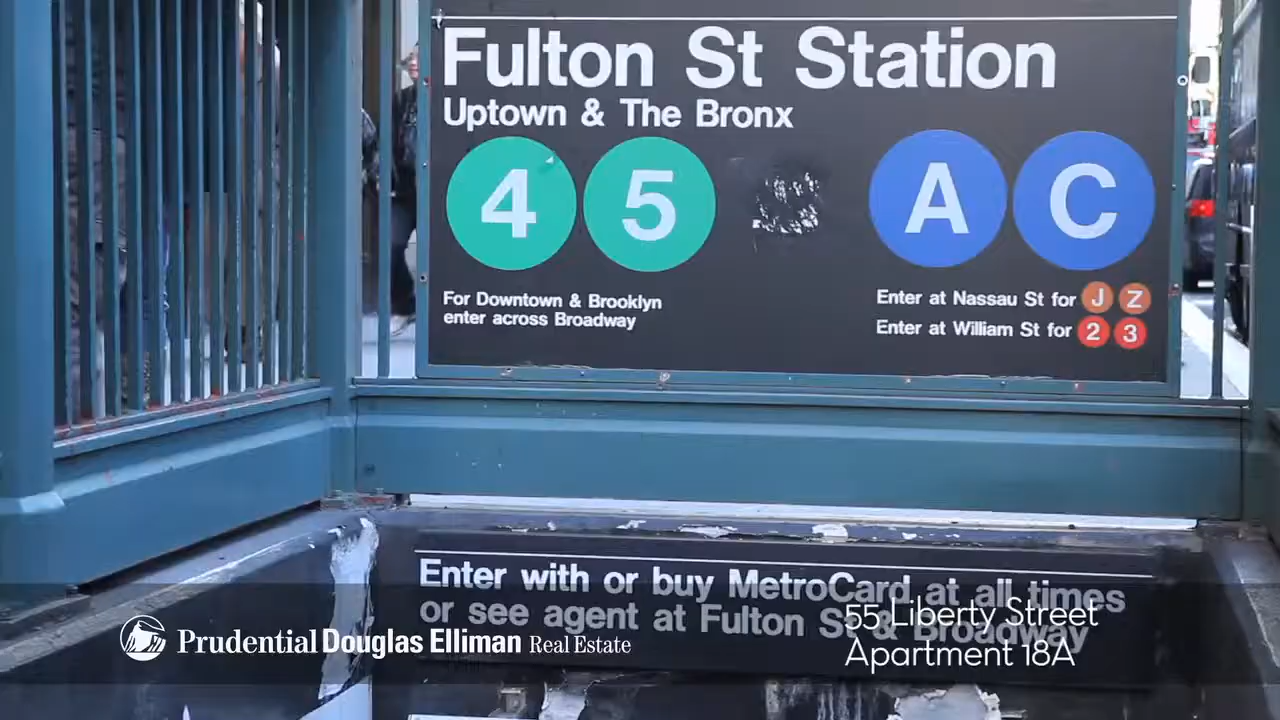 Fulton St Station
Uptown & The Bronx
4 5 A C
For Downtown & Brooklyn
enter across Broadway
Enter at Nassau St for J Z
Enter at William St for 2 3
Enter with or buy MetroCard at all times
or see agent at Fulton St & Broadway
Prudential Douglas Elliman Real Estate
55 Liberty Street
Apartment 18A